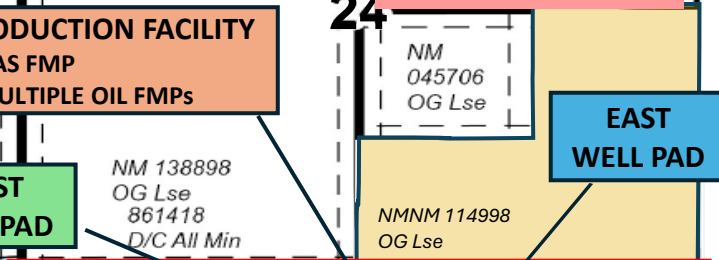 24
ODUCTION FACILITY
AS FMP
ULTIPLE OIL FMPs
NM
045706
OG Lse
EAST
WELL PAD
NM 138898
OG Lse
861418
D/C All Min
ST
PAD
NMNM 114998
OG Lse